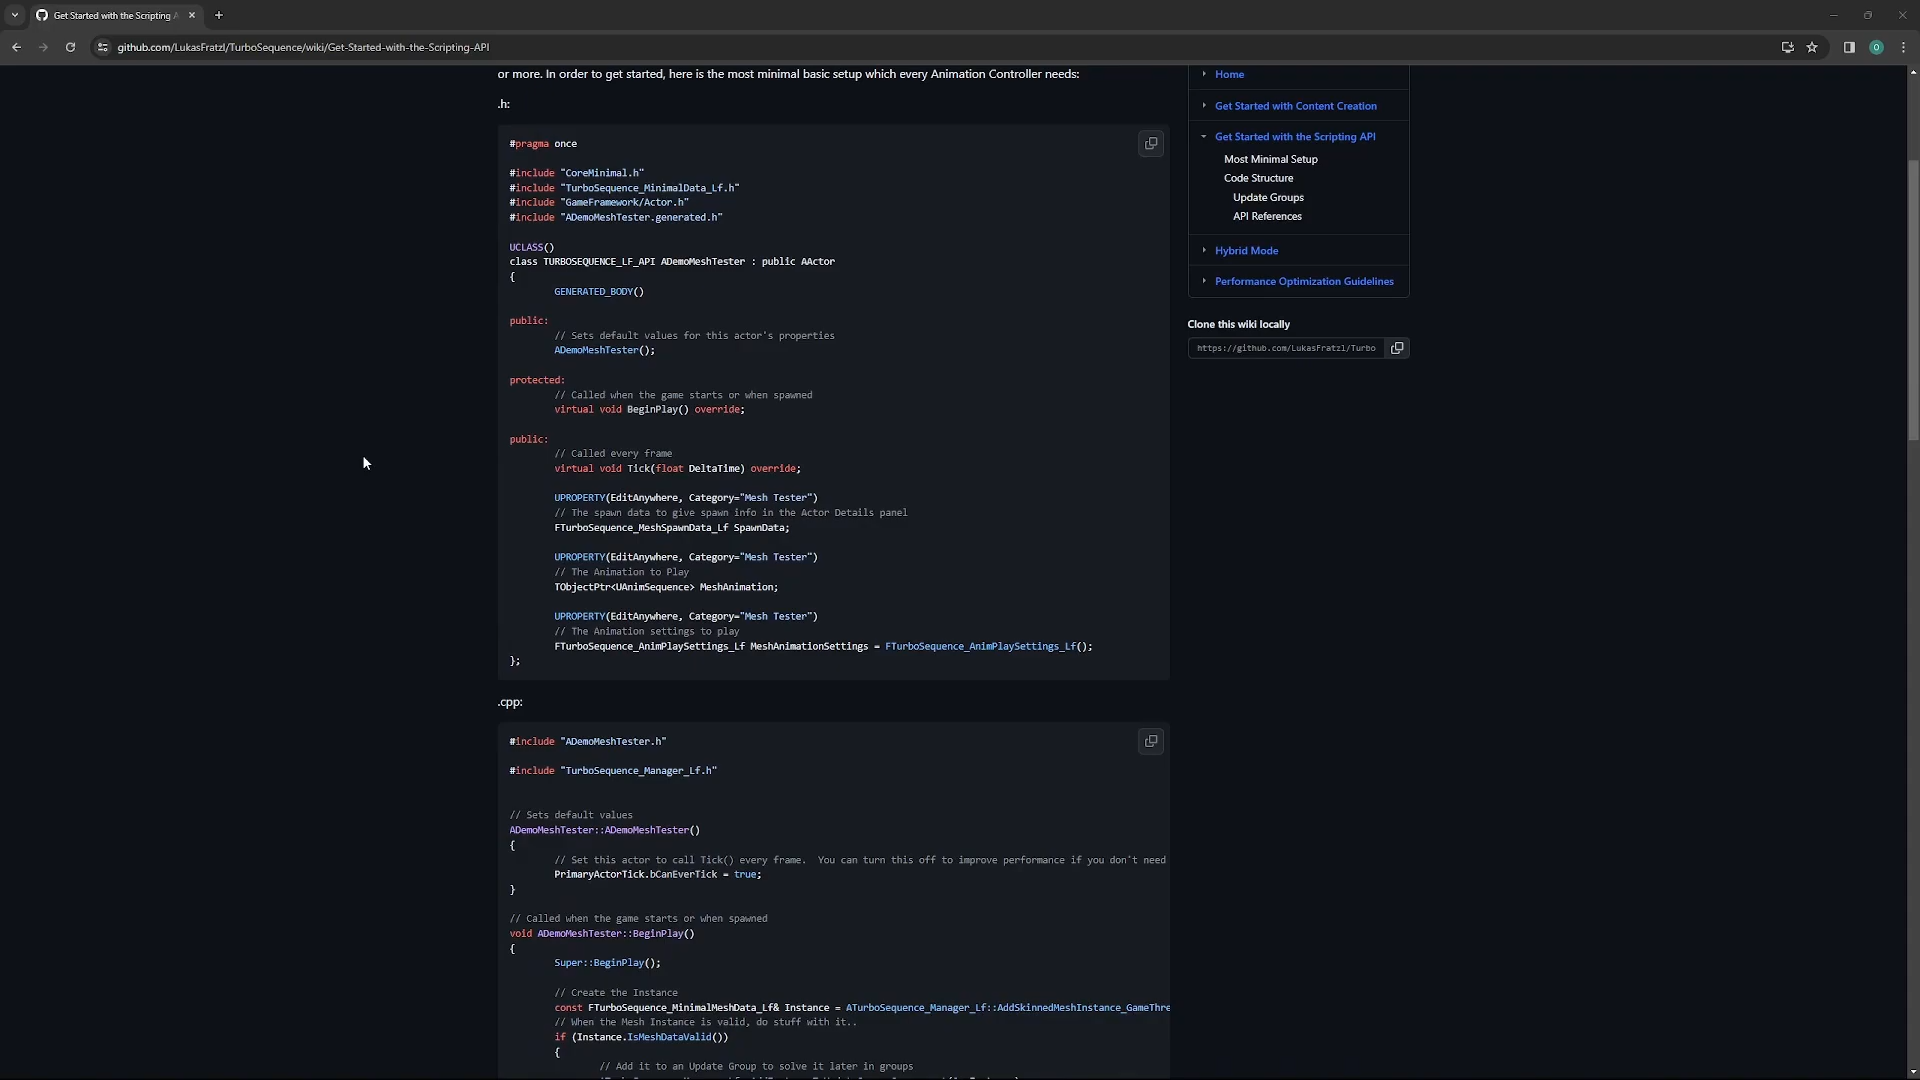 Get Started with the Scripting A
github.com/LukasFratzl/TurboSequence/wiki/Get-Started-with-the-Scripting-API
O
or more. In order to get started, here is the most minimal basic setup which every Animation Controller needs:
.h:
#pragma once
#include "CoreMinimal.h"
#include "TurboSequence_MinimalData_Lf.h"
#include "GameFramework/Actor.h"
#include "ADemoMeshTester.generated.h"
UCLASS()
class TURBOSEQUENCE_LF_API ADemoMeshTester : public AActor
{
GENERATED_BODY()
public:
// Sets default values for this actor's properties
ADemoMeshTester();
protected:
// Called when the game starts or when spawned
virtual void BeginPlay() override;
public:
// Called every frame
virtual void Tick(float DeltaTime) override;
UPROPERTY(EditAnywhere, Category="Mesh Tester")
// The spawn data to give spawn info in the Actor Details panel
FTurboSequence_MeshSpawnData_Lf SpawnData;
UPROPERTY(EditAnywhere, Category="Mesh Tester")
// The Animation to Play
TObjectPtr<UAnimSequence> MeshAnimation;
UPROPERTY(EditAnywhere, Category="Mesh Tester")
// The Animation settings to play
FTurboSequence_AnimPlaySettings_Lf MeshAnimationSettings = FTurboSequence_AnimPlaySettings_Lf();
};
.cpp:
#include "ADemoMeshTester.h"
#include "TurboSequence_Manager_Lf.h"
// Sets default values
ADemoMeshTester::ADemoMeshTester()
{
// Set this actor to call Tick() every frame.  You can turn this off to improve performance if you don't need
PrimaryActorTick.bCanEverTick = true;
}
// Called when the game starts or when spawned
void ADemoMeshTester::BeginPlay()
{
Super::BeginPlay();
// Create the Instance
const FTurboSequence_MinimalMeshData_Lf& Instance = ATurboSequence_Manager_Lf::AddSkinnedMeshInstance_GameThre
// When the Mesh Instance is valid, do stuff with it..
if (Instance.IsMeshDataValid())
{
// Add it to an Update Group to solve it later in groups
Home
Get Started with Content Creation
Get Started with the Scripting API
Most Minimal Setup
Code Structure
Update Groups
API References
Hybrid Mode
Performance Optimization Guidelines
Clone this wiki locally
https://github.com/LukasFratzl/Turbo